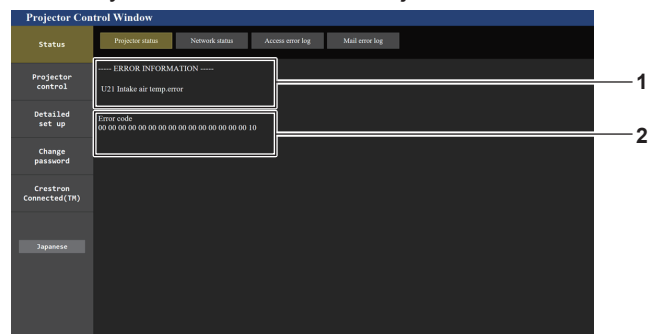 Projector Control Window
Status
Projector status
Network status
Access error log
Mail error log
----- ERROR INFORMATION -----
U21 Intake air temp.error
1
Error code
00 00 00 00 00 00 00 00 00 00 00 00 00 00 00 10
2
Projector
control
Detailed
set up
Change
password
Crestron
Connected(TM)
Japanese